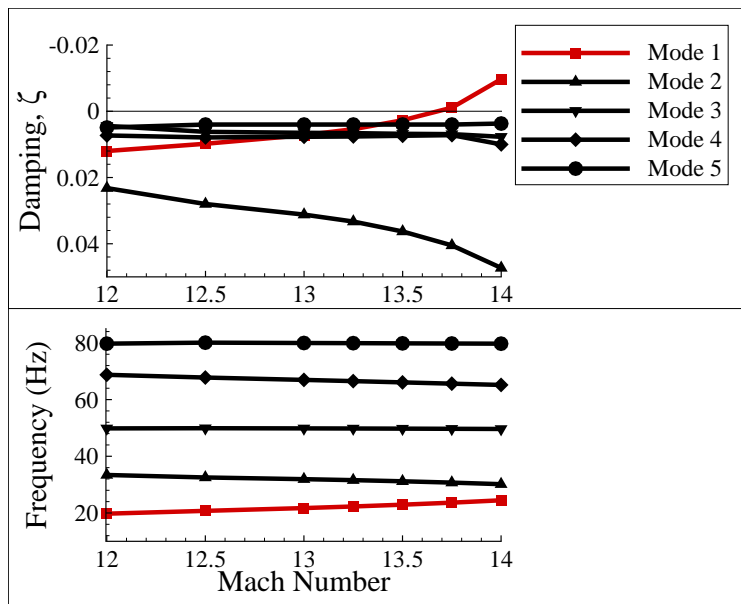 -0.02
0
0.02
0.04
Damping, ζ
12
12.5
13
13.5
14
Mode 1
Mode 2
Mode 3
Mode 4
Mode 5
80
60
40
20
Frequency (Hz)
12
12.5
13
13.5
14
Mach Number